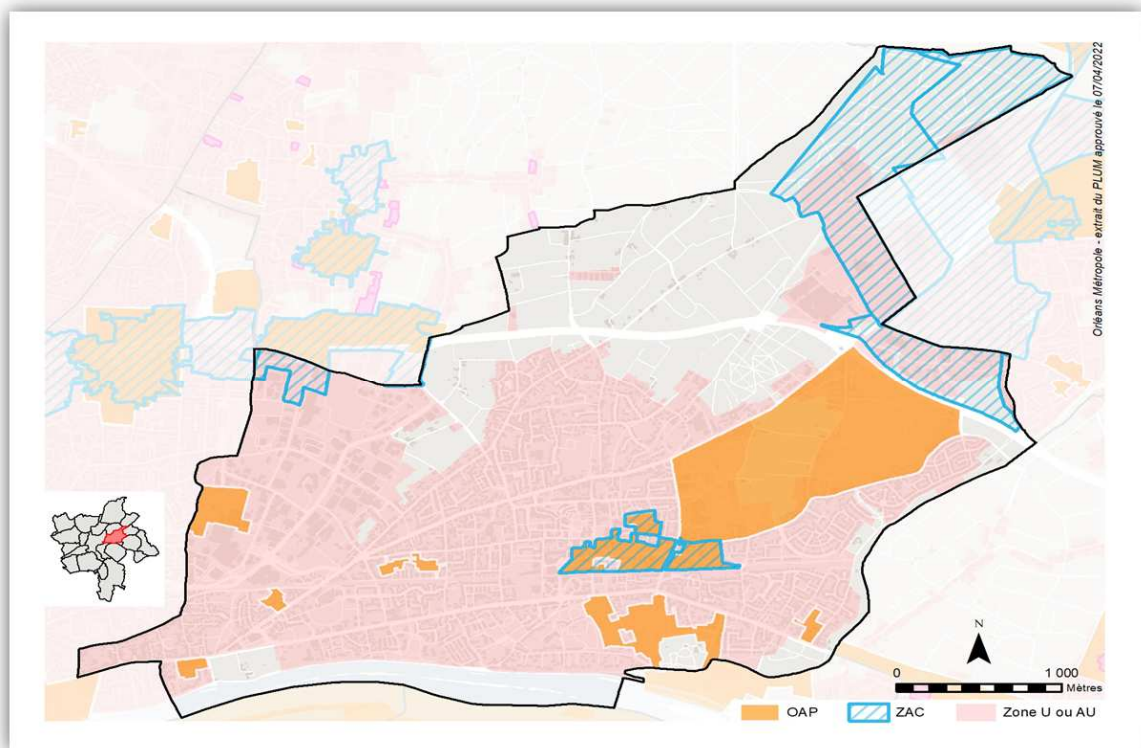 Orléans Métropole - extrait du PLUM approuvé le 07/04/2022
N
0 1 000
Mètres
OAP ZAC Zone U ou AU